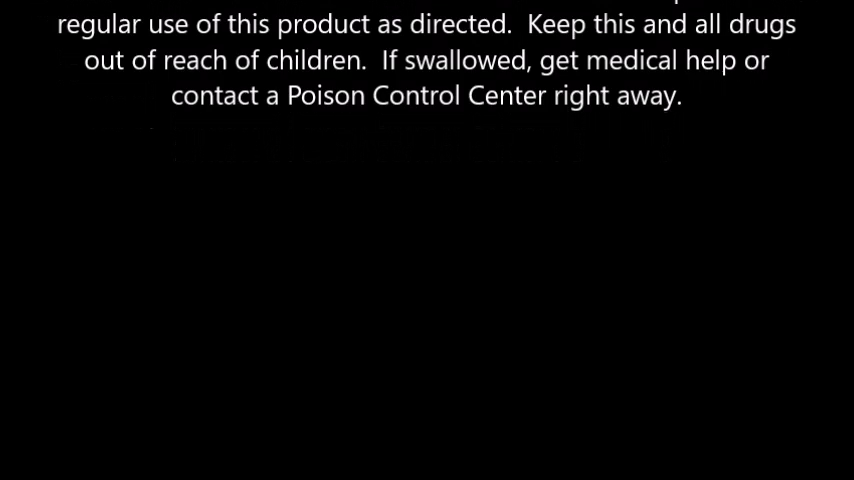 regular use of this product as directed.  Keep this and all drugs
out of reach of children.  If swallowed, get medical help or
contact a Poison Control Center right away.